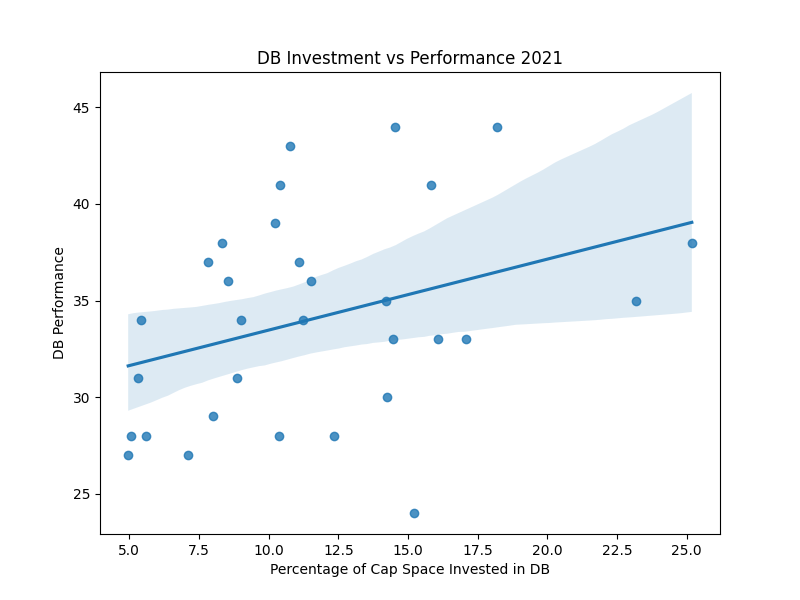 DB Investment vs Performance 2021
45
40
35
30
25
DB Performance
5.0 7.5 10.0 12.5 15.0 17.5 20.0 22.5 25.0
Percentage of Cap Space Invested in DB